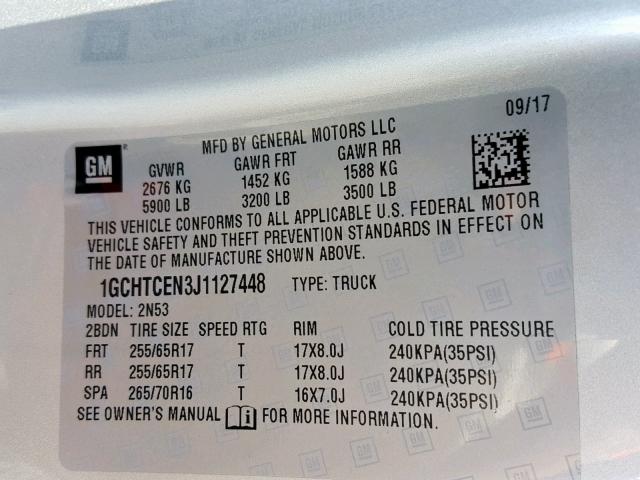 09/17
MFD BY GENERAL MOTORS LLC
GM
GVWR GAWR FRT GAWR RR
2676 KG 1452 KG 1588 KG
5900 LB 3200 LB 3500 LB
THIS VEHICLE CONFORMS TO ALL APPLICABLE U.S. FEDERAL MOTOR
VEHICLE SAFETY AND THEFT PREVENTION STANDARDS IN EFFECT ON
THE DATE OF MANUFACTURE SHOWN ABOVE.
1GCHTCEN3J1127448 TYPE: TRUCK
MODEL: 2N53
2BDN TIRE SIZE SPEED RTG RIM COLD TIRE PRESSURE
FRT 255/65R17 T 17X8.0J 240KPA(35PSI)
RR 255/65R17 T 17X8.0J 240KPA(35PSI)
SPA 265/70R16 T 16X7.0J 240KPA(35PSI)
SEE OWNER'S MANUAL i FOR MORE INFORMATION.